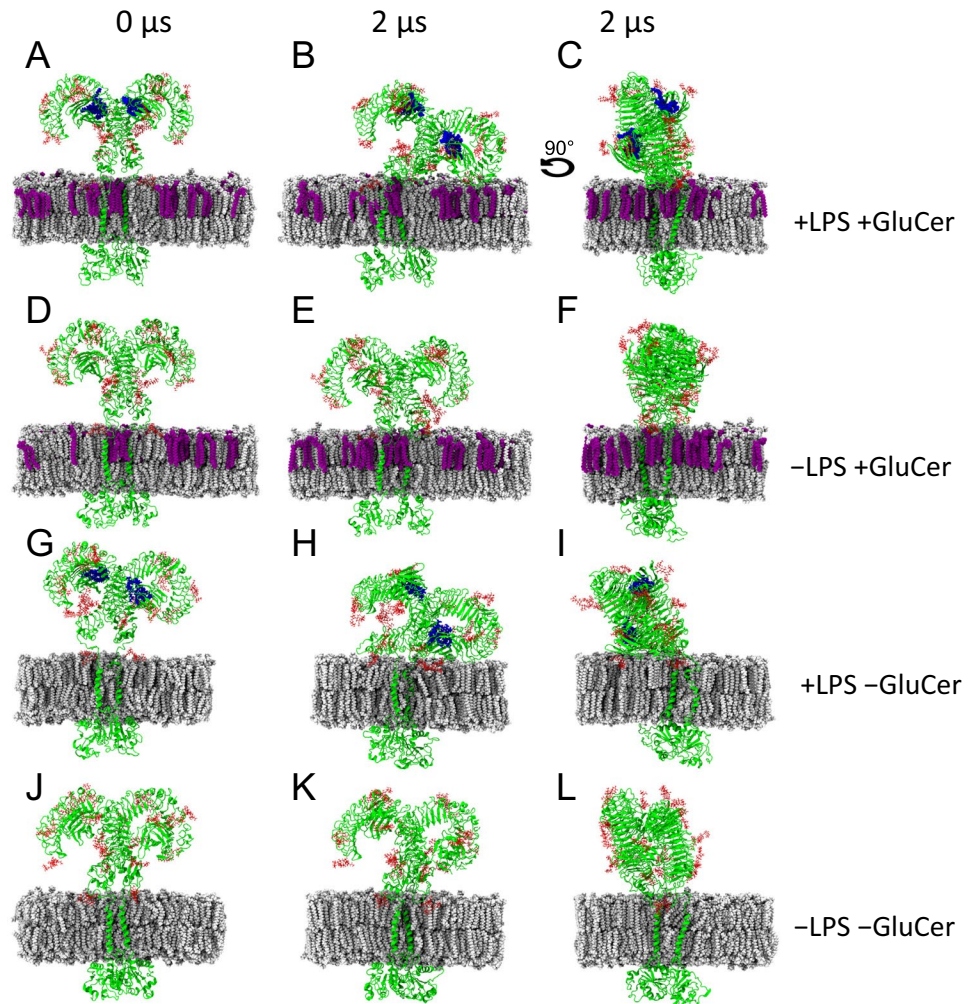 0 µs 2 µs 2 µs
A B C
90°
+LPS +GluCer
D E F
−LPS +GluCer
G H I
+LPS −GluCer
J K L
−LPS −GluCer